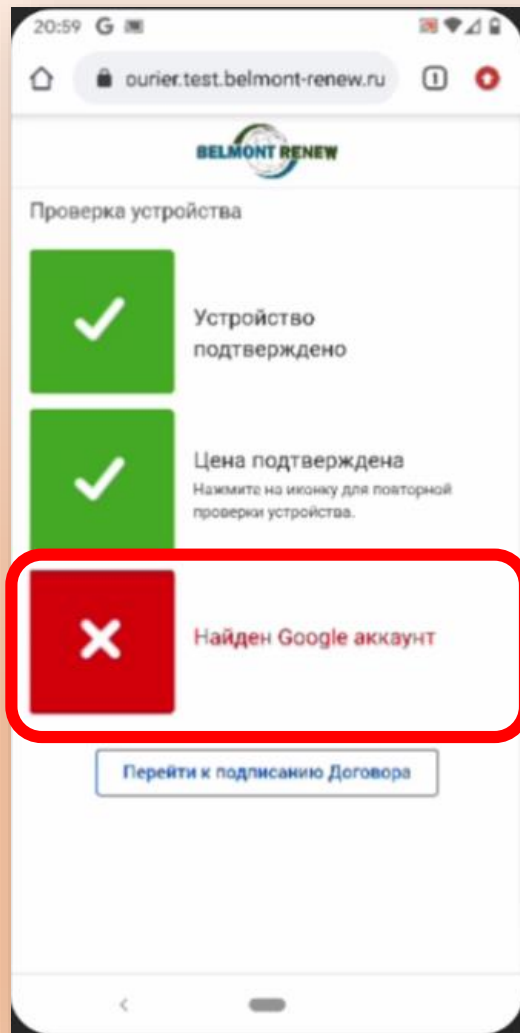 20:59 G
ourier.test.belmont-renew.ru 1
BELMONT RENEW
Проверка устройства
Устройство
подтверждено
Цена подтверждена
Нажмите на иконку для повторной
проверки устройства.
Найден Google аккаунт
Перейти к подписанию Договора